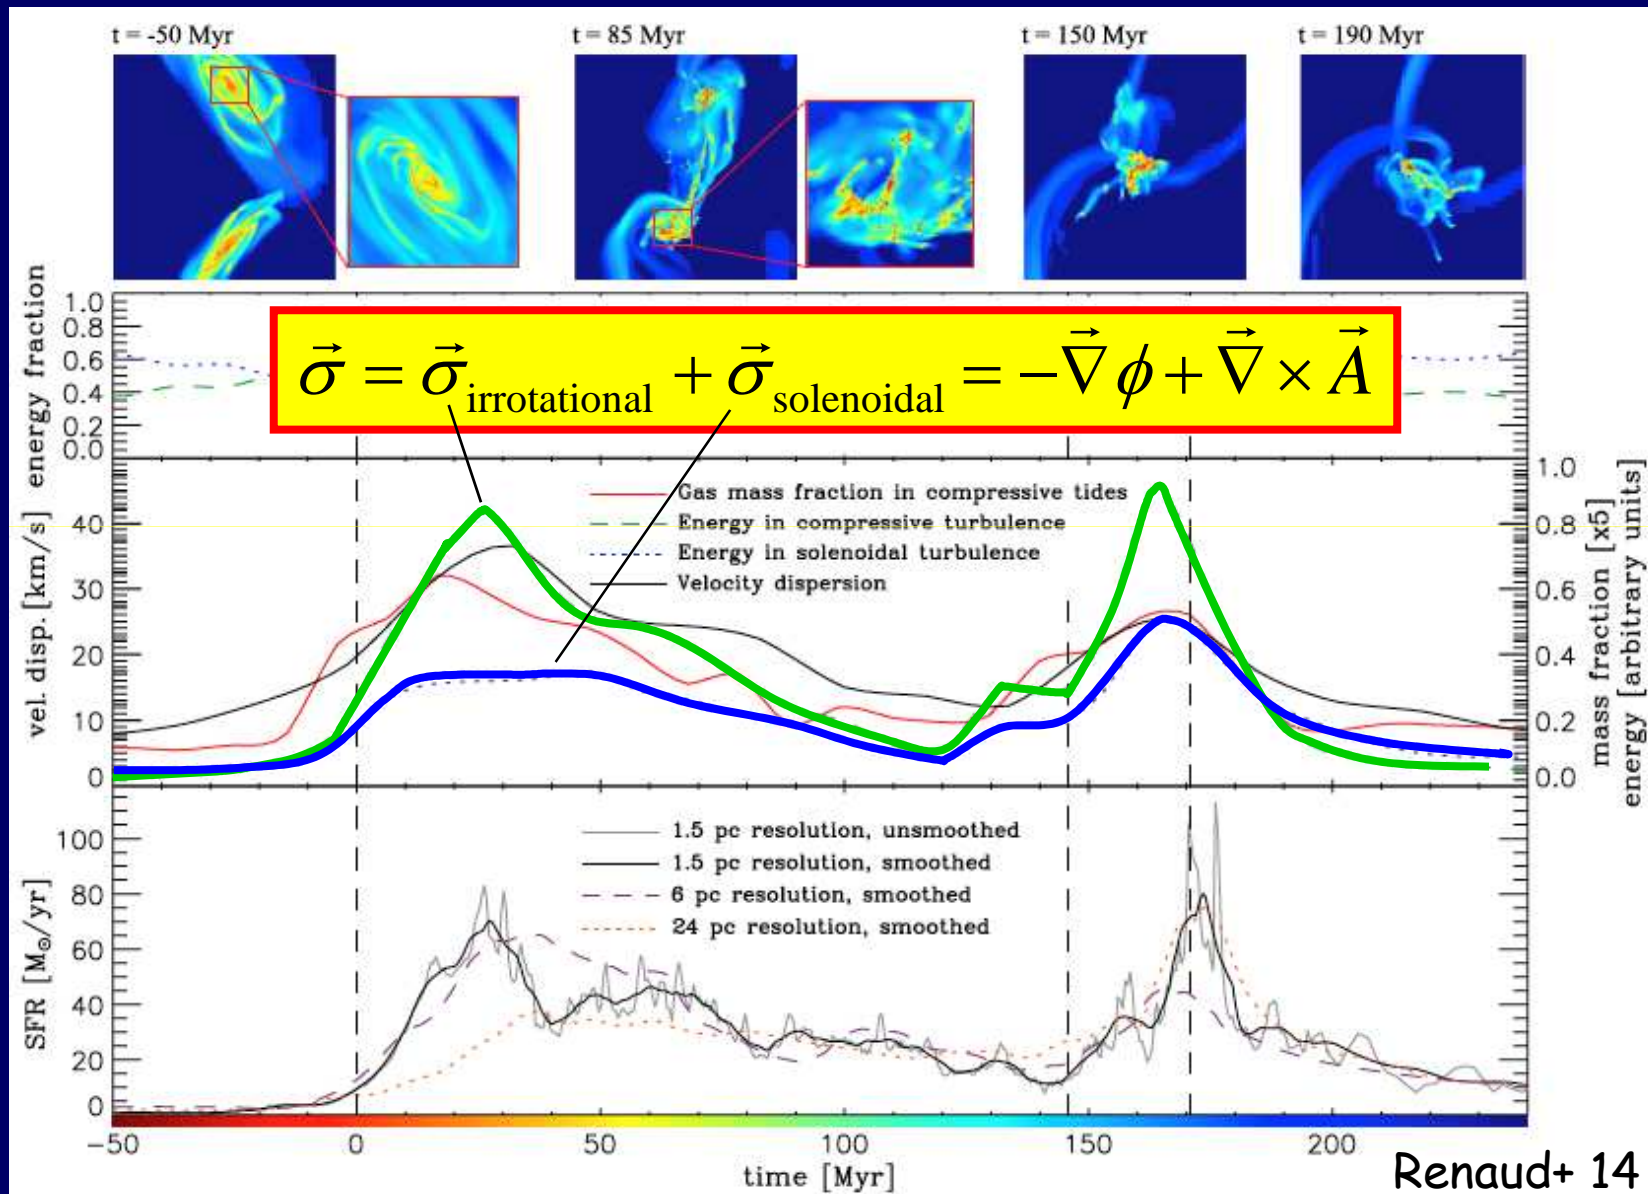 t = -50 Myr
t = 85 Myr
t = 150 Myr
t = 190 Myr
energy fraction
1.0
0.8
0.6
0.4
0.2
0.0
σ⃗ = σ⃗ irrotational + σ⃗ solenoidal = −∇⃗ϕ + ∇⃗ × A⃗
vel. disp. [km/s]
40
30
20
10
0
Gas mass fraction in compressive tides
Energy in compressive turbulence
Energy in solenoidal turbulence
Velocity dispersion
1.0
0.8
0.6
0.4
0.2
0.0
mass fraction [x5]
energy [arbitrary units]
SFR [M⊙/yr]
100
80
60
40
20
0
1.5 pc resolution, unsmoothed
1.5 pc resolution, smoothed
6 pc resolution, smoothed
24 pc resolution, smoothed
-50 0 50 100 150 200
time [Myr]
Renaud+ 14